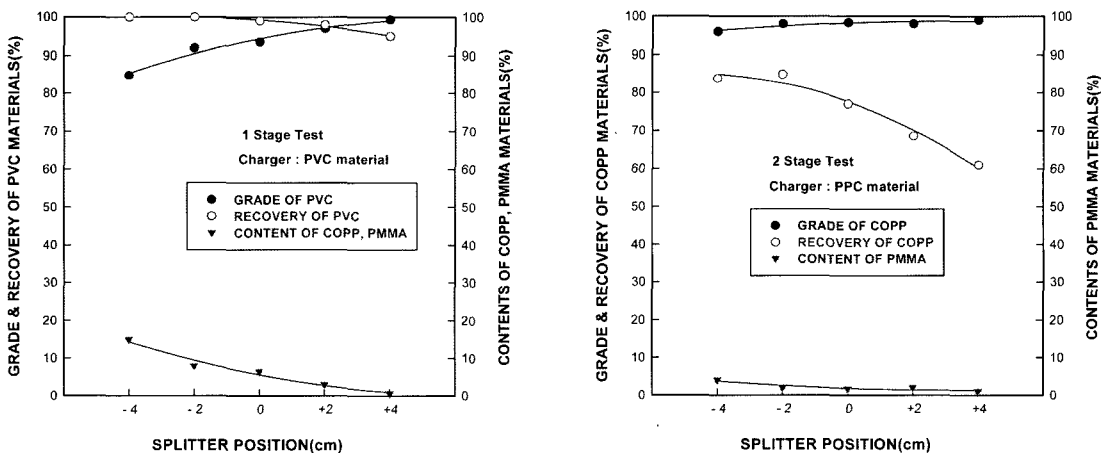 GRADE & RECOVERY OF PVC MATERIALS(%)
100
90
80
70
60
50
40
30
20
10
0
1 Stage Test
Charger : PVC material
GRADE OF PVC
RECOVERY OF PVC
CONTENT OF COPP, PMMA
100
90
80
70
60
50
40
30
20
10
0
CONTENTS OF COPP, PMMA MATERIALS(%)
- 4 - 2 0 +2 +4
SPLITTER POSITION(cm)
GRADE & RECOVERY OF COPP MATERIALS(%)
100
90
80
70
60
50
40
30
20
10
0
2 Stage Test
Charger : PPC material
GRADE OF COPP
RECOVERY OF COPP
CONTENT OF PMMA
100
90
80
70
60
50
40
30
20
10
0
CONTENTS OF PMMA MATERIALS(%)
- 4 - 2 0 +2 +4
SPLITTER POSITION(cm)